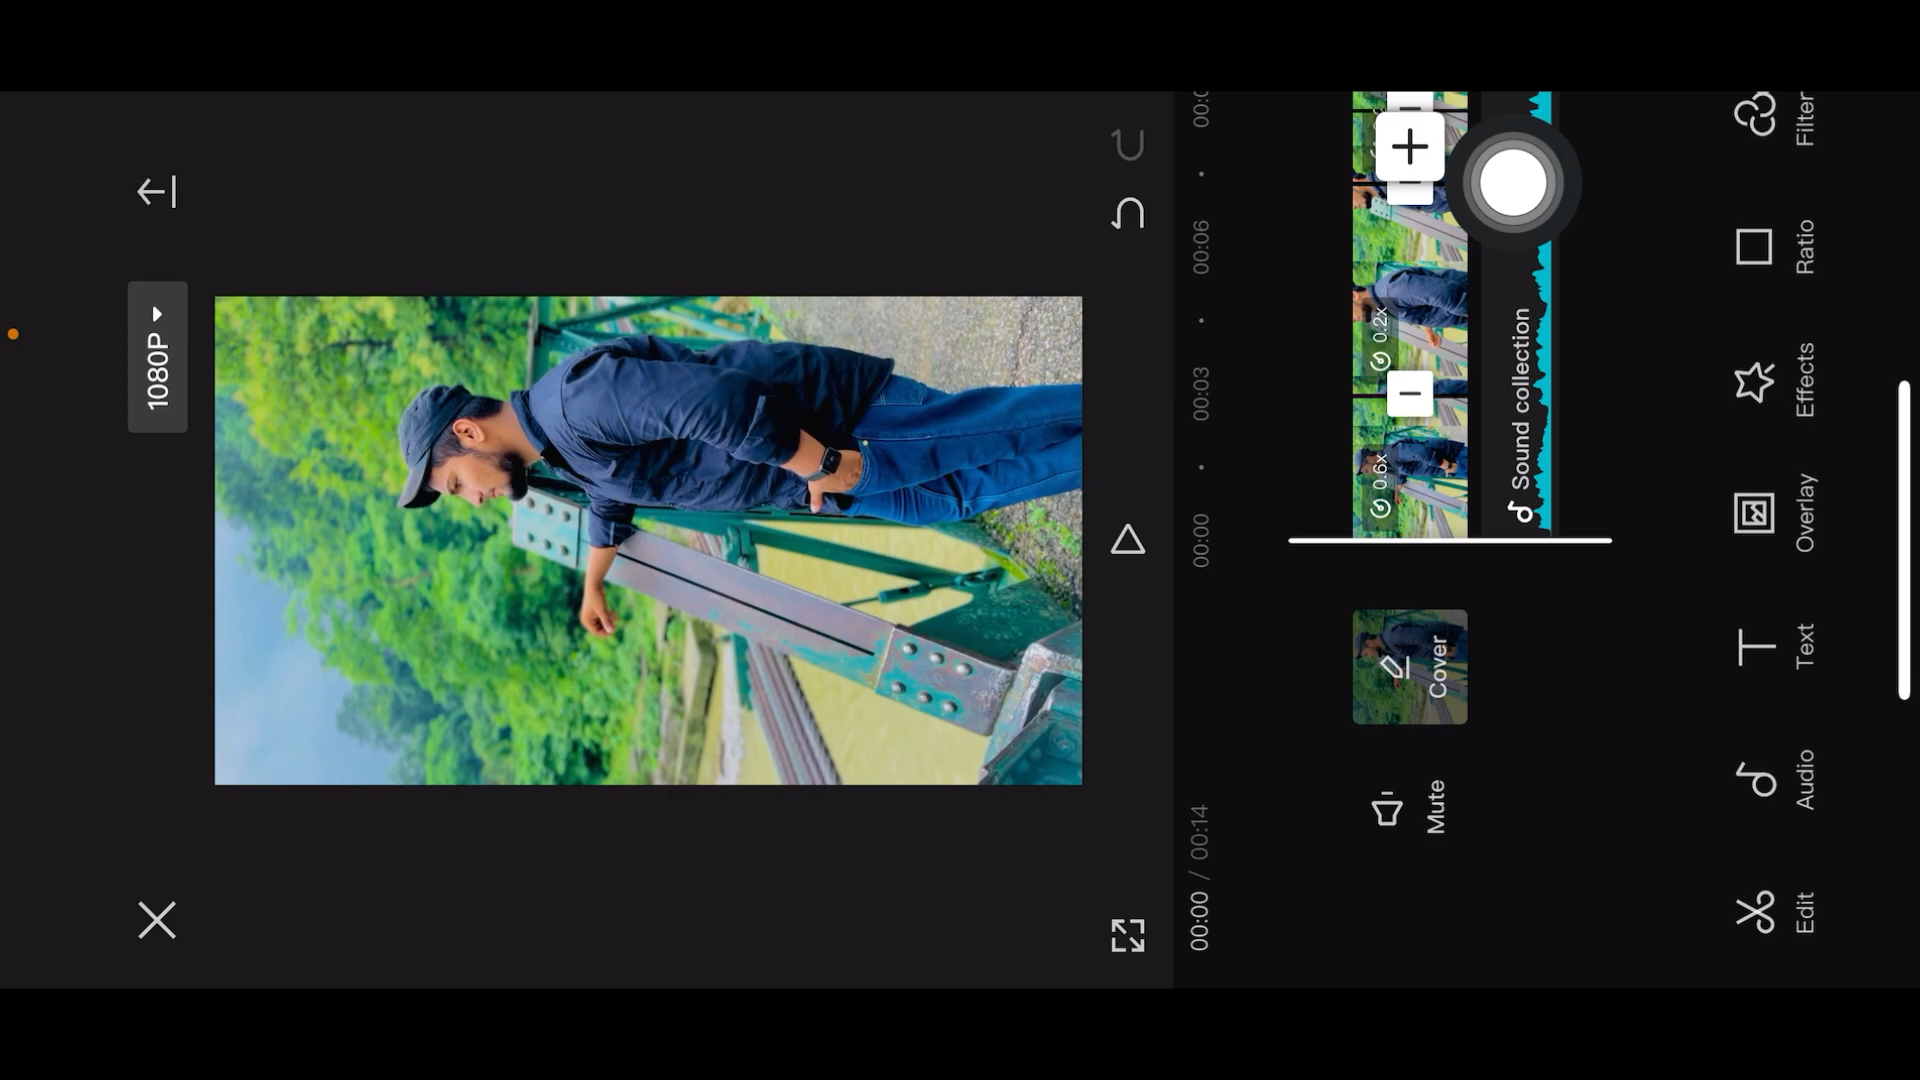 1080P
00:00 / 00:14
00:00
00:03
00:06
Mute
Cover
0.6x
0.2x
Sound collection
Edit
Audio
Text
Overlay
Effects
Ratio
Filter